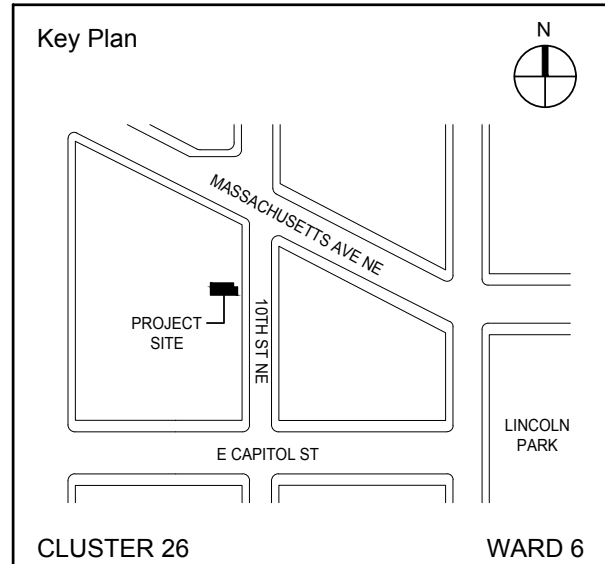 Key Plan
N
MASSACHUSETTS AVE NE
PROJECT
SITE
10TH ST NE
LINCOLN
PARK
E CAPITOL ST
CLUSTER 26
WARD 6